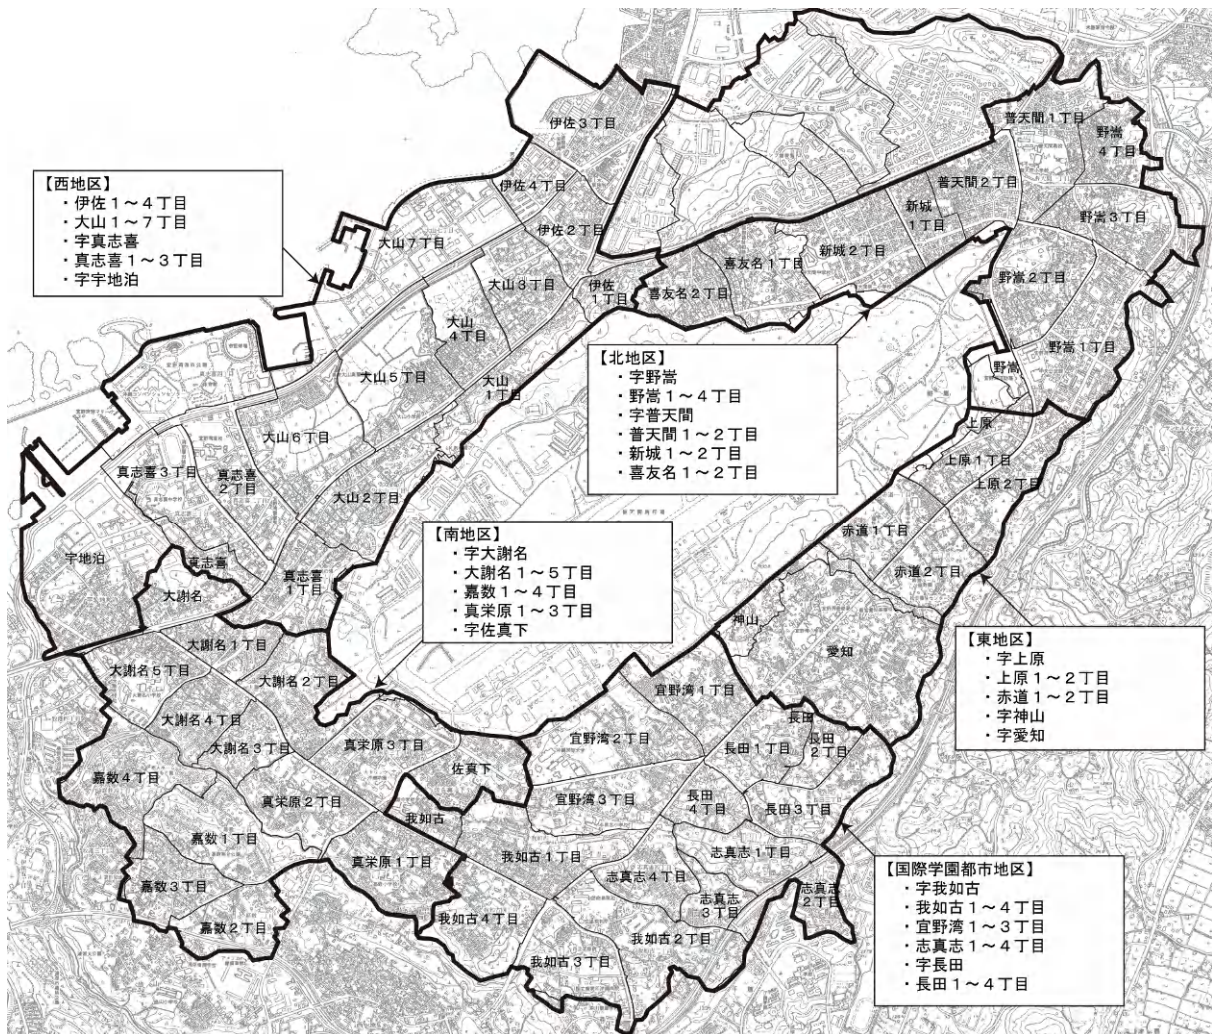 伊佐３丁目
普天間１丁目
野嵩
４丁目
【西地区】
・伊佐１～４丁目
・大山１～７丁目
・字真志喜
・真志喜１～３丁目
・字宇地泊
伊佐４丁目
普天間２丁目
新城
１丁目
野嵩３丁目
伊佐２丁目
大山７丁目
新城２丁目
喜友名１丁目
野嵩２丁目
大山３丁目
伊佐
１丁目
喜友名２丁目
大山
４丁目
野嵩１丁目
【北地区】
・字野嵩
・野嵩１～４丁目
・字普天間
・普天間１～２丁目
・新城１～２丁目
・喜友名１～２丁目
野嵩
大山５丁目
大山
１丁目
上原
大山６丁目
上原１丁目
真志喜３丁目
真志喜
２丁目
上原２丁目
大山２丁目
赤道１丁目
【南地区】
・字大謝名
・大謝名１～５丁目
・嘉数１～４丁目
・真栄原１～３丁目
・字佐真下
宇地泊
真志喜
赤道２丁目
真志喜
１丁目
大謝名
神山
愛知
【東地区】
・字上原
・上原１～２丁目
・赤道１～２丁目
・字神山
・字愛知
大謝名１丁目
大謝名５丁目
大謝名２丁目
宜野湾１丁目
大謝名４丁目
長田
宜野湾２丁目
真栄原３丁目
長田１丁目
長田
２丁目
大謝名３丁目
佐真下
嘉数４丁目
真栄原２丁目
宜野湾３丁目
長田
４丁目
長田３丁目
我如古
嘉数１丁目
真栄原１丁目
我如古１丁目
志真志１丁目
志真志４丁目
嘉数３丁目
志真志
３丁目
志真志
２丁目
【国際学園都市地区】
・字我如古
・我如古１～４丁目
・宜野湾１～３丁目
・志真志１～４丁目
・字長田
・長田１～４丁目
我如古４丁目
嘉数２丁目
我如古２丁目
我如古３丁目